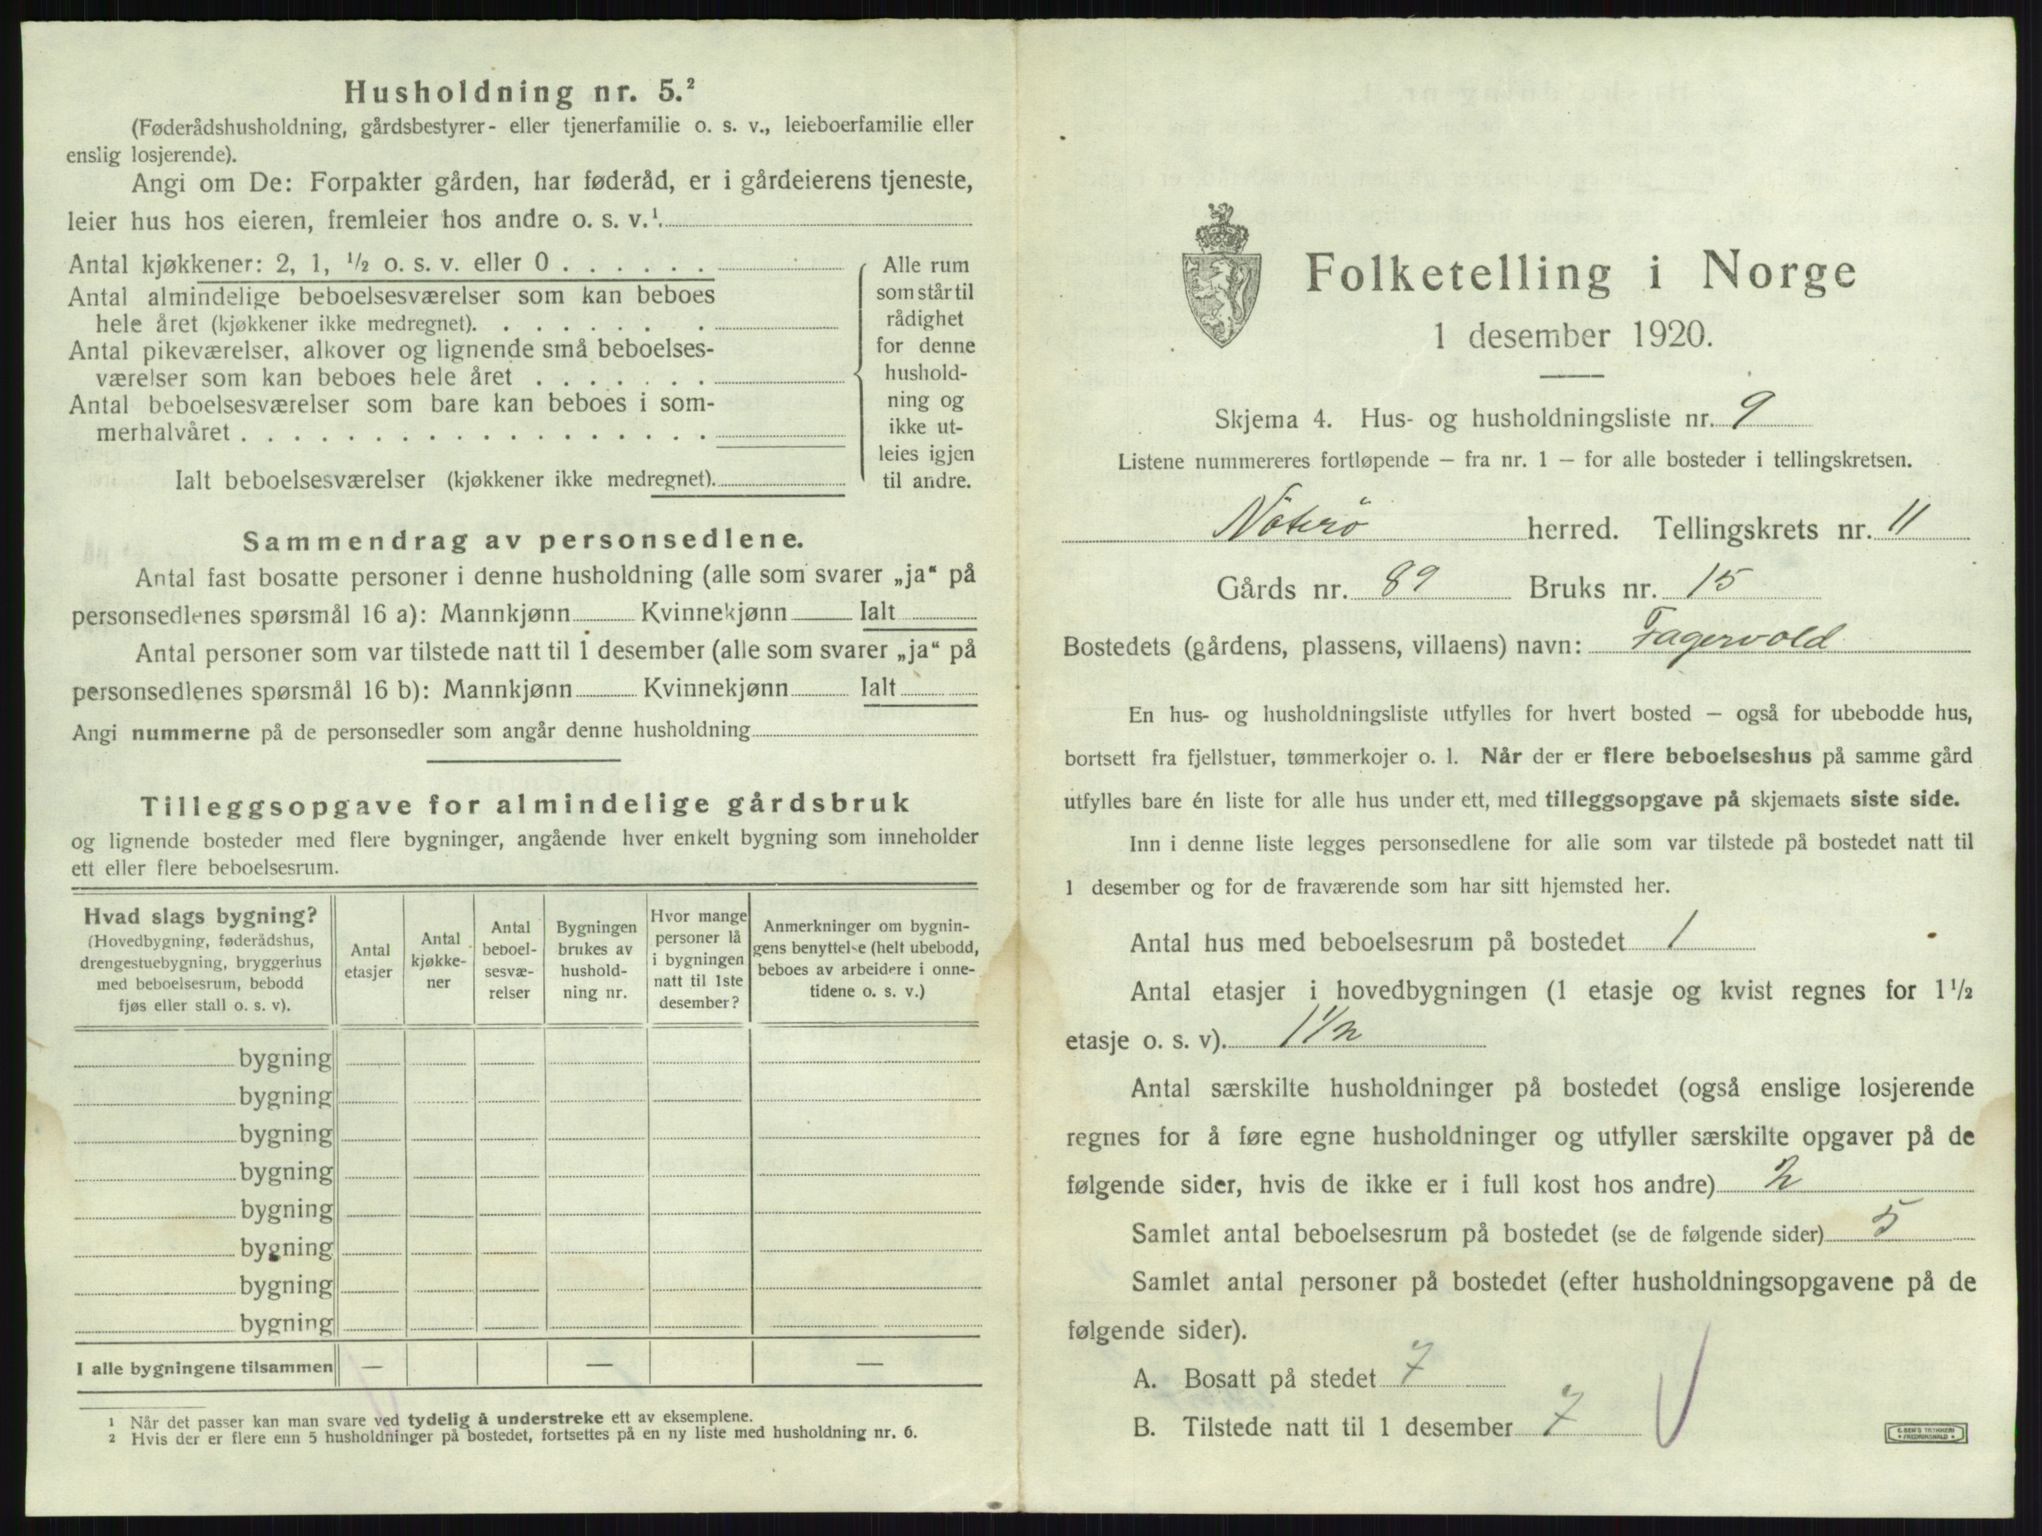 Husholdning nr. 5.²
(Føderådshusholdning, gårdsbestyrer- eller tjenerfamilie o. s. v., leieboerfamilie eller
enslig losjerende).
Angi om De: Forpakter gården, har føderåd, er i gårdeierens tjeneste,
leier hus hos eieren, fremleier hos andre o. s. v.¹.
Antal kjøkkener: 2, 1, ½ o. s. v. eller 0 . . . . . .
Antal almindelige beboelsesværelser som kan beboes
hele året (kjøkkener ikke medregnet). . . . . . . .
Antal pikeværelser, alkover og lignende små beboelses-
værelser som kan beboes hele året . . . . . . .
Antal beboelsesværelser som bare kan beboes i som-
merhalvåret . . . . . . . . . . . . . . . . . .
Ialt beboelsesværelser (kjøkkener ikke medregnet).
Alle rum
som står til
rådighet
for denne
hushold-
ning og
ikke ut-
leies igjen
til andre.
Sammendrag av personsedlene.
Antal fast bosatte personer i denne husholdning (alle som svarer „ja“ på
personsedlenes spørsmål 16 a): Mannkjønn Kvinnekjønn Ialt
Antal personer som var tilstede natt til 1 desember (alle som svarer „ja“ på
personsedlenes spørsmål 16 b): Mannkjønn Kvinnekjønn Ialt
Angi nummerne på de personsedler som angår denne husholdning
Tilleggsopgave for almindelige gårdsbruk
og lignende bosteder med flere bygninger, angående hver enkelt bygning som inneholder
ett eller flere beboelsesrum.
Hvad slags bygning?
(Hovedbygning, føderådshus,
drengestuebygning, bryggerhus
med beboelsesrum, bebodd
fjøs eller stall o. s. v).
Antal
etasjer
Antal
kjøkke-
ner
Antal
beboel-
sesvæ-
relser
Bygningen
brukes av
hushold-
ning nr.
Hvor mange
personer lå
i bygningen
natt til 1ste
desember?
Anmerkninger om bygnin-
gens benyttelse (helt ubebodd,
beboes av arbeidere i onne-
tidene o. s. v.)
bygning
bygning
bygning
bygning
bygning
bygning
bygning
bygning
I alle bygningene tilsammen — — —
¹ Når det passer kan man svare ved tydelig å understreke ett av eksemplene.
² Hvis der er flere enn 5 husholdninger på bostedet, fortsettes på en ny liste med husholdning nr. 6.
Folketelling i Norge
1 desember 1920.
Skjema 4. Hus- og husholdningsliste nr. 9
Listene nummereres fortløpende – fra nr. 1 – for alle bosteder i tellingskretsen.
Nøterø herred. Tellingskrets nr. 11
Gårds nr. 89 Bruks nr. 15
Bostedets (gårdens, plassens, villaens) navn: Fagervold
En hus- og husholdningsliste utfylles for hvert bosted – også for ubebodde hus,
bortsett fra fjellstuer, tømmerkojer o. l. Når der er flere beboelseshus på samme gård
utfylles bare én liste for alle hus under ett, med tilleggsopgave på skjemaets siste side.
Inn i denne liste legges personsedlene for alle som var tilstede på bostedet natt til
1 desember og for de fraværende som har sitt hjemsted her.
Antal hus med beboelsesrum på bostedet 1
Antal etasjer i hovedbygningen (1 etasje og kvist regnes for 1½
etasje o. s. v). 1½
Antal særskilte husholdninger på bostedet (også enslige losjerende
regnes for å føre egne husholdninger og utfyller særskilte opgaver på de
følgende sider, hvis de ikke er i full kost hos andre) 2
Samlet antal beboelsesrum på bostedet (se de følgende sider) 5
Samlet antal personer på bostedet (efter husholdningsopgavene på de
følgende sider).
A. Bosatt på stedet 7
B. Tilstede natt til 1 desember 7